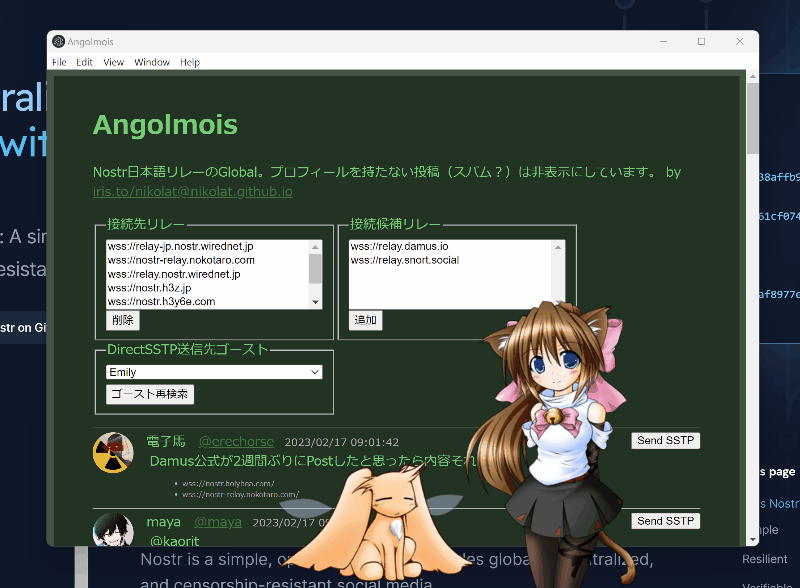 Angolmois
File Edit View Window Help
Angolmois
Nostr日本語リレーのGlobal。プロフィールを持たない投稿（スパム？）は非表示にしています。 by
iris.to/nikolat@nikolat.github.io
接続先リレー
wss://relay-jp.nostr.wirednet.jp
wss://nostr-relay.nokotaro.com
wss://relay.nostr.wirednet.jp
wss://nostr.h3z.jp
wss://nostr.h3y6e.com
削除
接続候補リレー
wss://relay.damus.io
wss://relay.snort.social
追加
DirectSSTP送信先ゴースト
Emily
ゴースト再検索
電子馬 @erechorse 2023/02/17 09:01:42
Send SSTP
Damus公式が2週間ぶりにPostしたと思ったら内容それ
wss://nostr.holybea.com/
wss://nostr-relay.nokotaro.com/
maya @maya 2023/02/17 09
Send SSTP
@kaorit
rali
wit
: A sin
esista
str on Gi
38affb9
61cf074
af8977e
s page
s Nostr
ple
Resilient
Verifiable
Nostr is a simple, op les globa ntralized,
and censorship-resistant social media